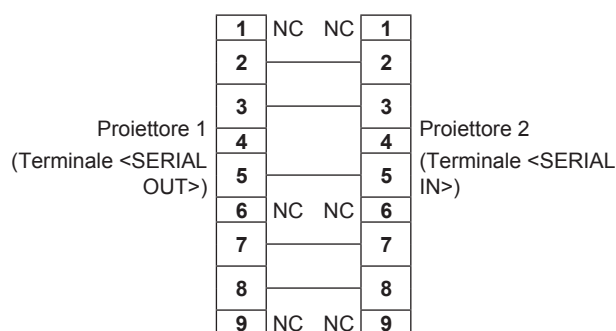 1 NC NC 1
2 2
3 3
Proiettore 1
(Terminale <SERIAL
OUT>)
4 4
Proiettore 2
(Terminale <SERIAL
IN>)
5 5
6 NC NC 6
7 7
8 8
9 NC NC 9